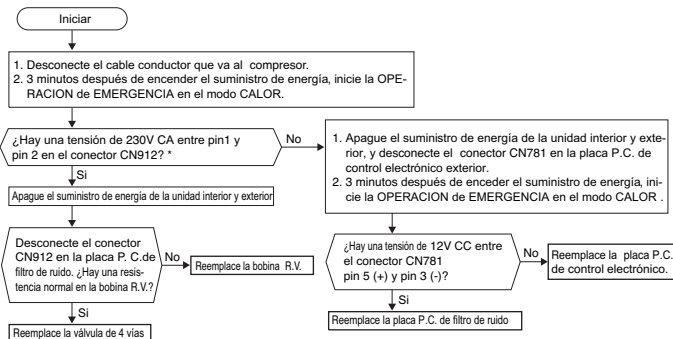 Iniciar
1. Desconecte el cable conductor que va al compresor.
2. 3 minutos después de encender el suministro de energía, inicie la OPE-
RACION de EMERGENCIA en el modo CALOR.
¿Hay una tensión de 230V CA entre pin1 y
pin 2 en el conector CN912? *
No
1. Apague el suministro de energía de la unidad interior y exte-
rior, y desconecte el conector CN781 en la placa P.C. de
control electrónico exterior.
2. 3 minutos después de enceder el suministro de energía, ini-
cie la OPERACION de EMERGENCIA en el modo CALOR .
Si
Apague el suministro de energía de la unidad interior y exterior
Desconecte el conector
CN912 en la placa P. C.de
filtro de ruido. ¿Hay una resis-
tencia normal en la bobina R.V.?
No
Reemplace la bobina R.V.
¿Hay una tensión de 12V CC entre
el conector CN781
pin 5 (+) y pin 3 (-)?
No
Reemplace la placa P.C.
de control electrónico.
Si
Reemplace la válvula de 4 vías
Si
Reemplace la placa P.C. de filtro de ruido